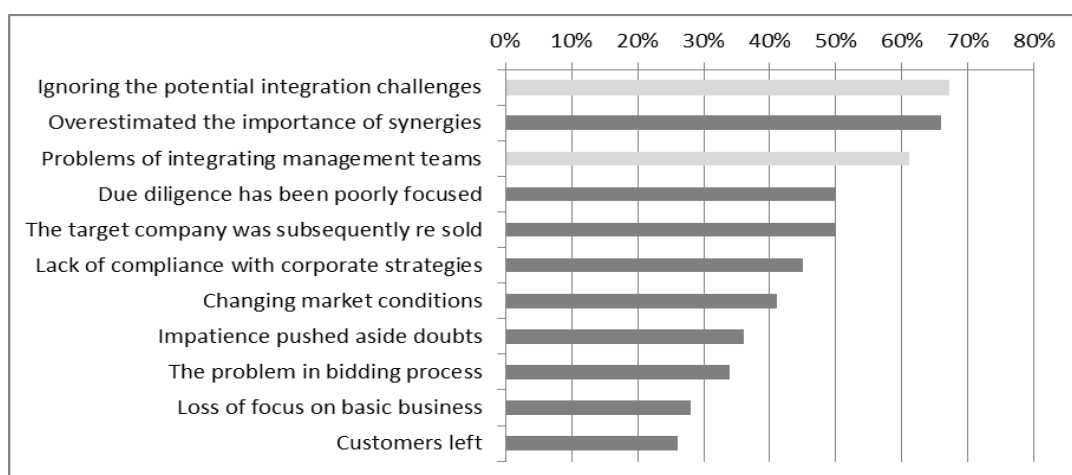 0% 10% 20% 30% 40% 50% 60% 70% 80%
Ignoring the potential integration challenges
Overestimated the importance of synergies
Problems of integrating management teams
Due diligence has been poorly focused
The target company was subsequently re sold
Lack of compliance with corporate strategies
Changing market conditions
Impatience pushed aside doubts
The problem in bidding process
Loss of focus on basic business
Customers left